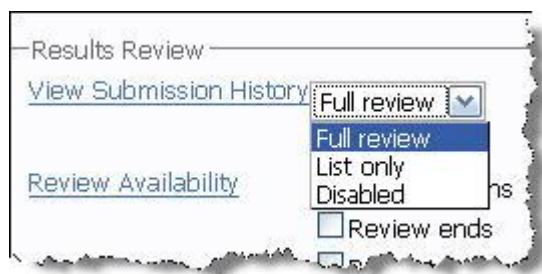 Results Review
View Submission History Full review
Full review
List only
Review Availability Disabled
Review ends